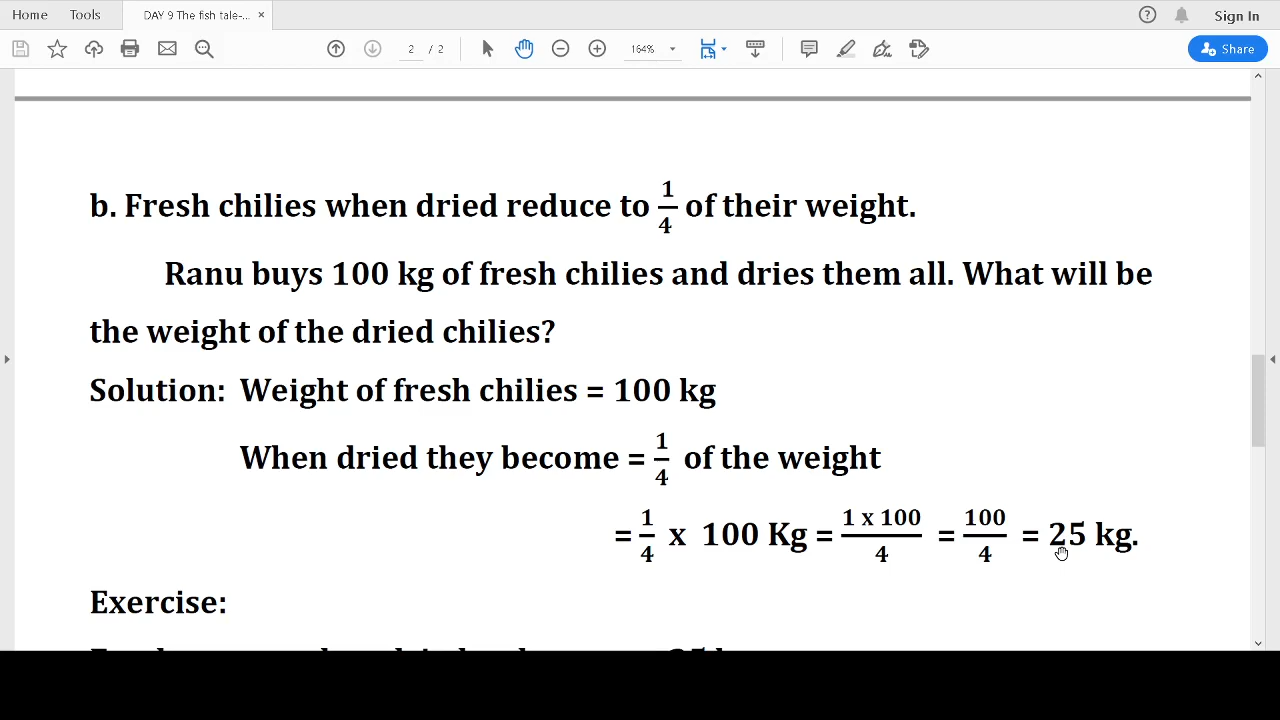 Home Tools DAY 9 The fish tale-... × Sign In
2 / 2 164% Share
b. Fresh chilies when dried reduce to 1/4 of their weight.
Ranu buys 100 kg of fresh chilies and dries them all. What will be
the weight of the dried chilies?
Solution: Weight of fresh chilies = 100 kg
When dried they become = 1/4 of the weight
= 1/4 x 100 Kg = 1 x 100/4 = 100/4 = 25 kg.
Exercise: